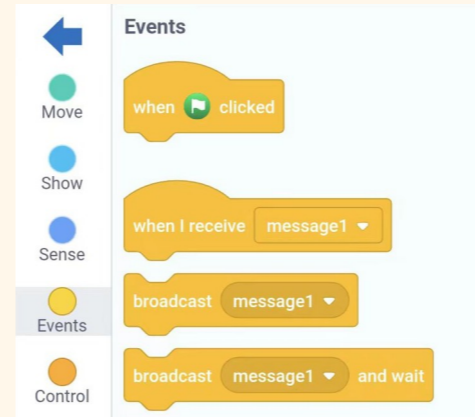 Events
Move
Show
Sense
Events
Control
when clicked
when I receive message1
broadcast message1
broadcast message1 and wait